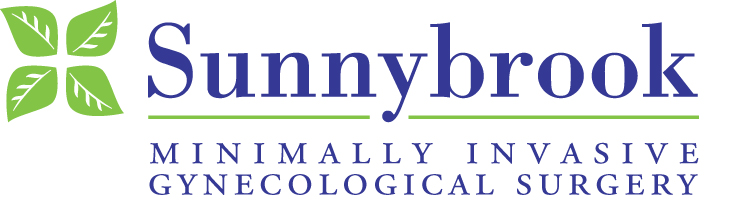 Sunnybrook
MINIMALLY INVASIVE
GYNECOLOGICAL SURGERY